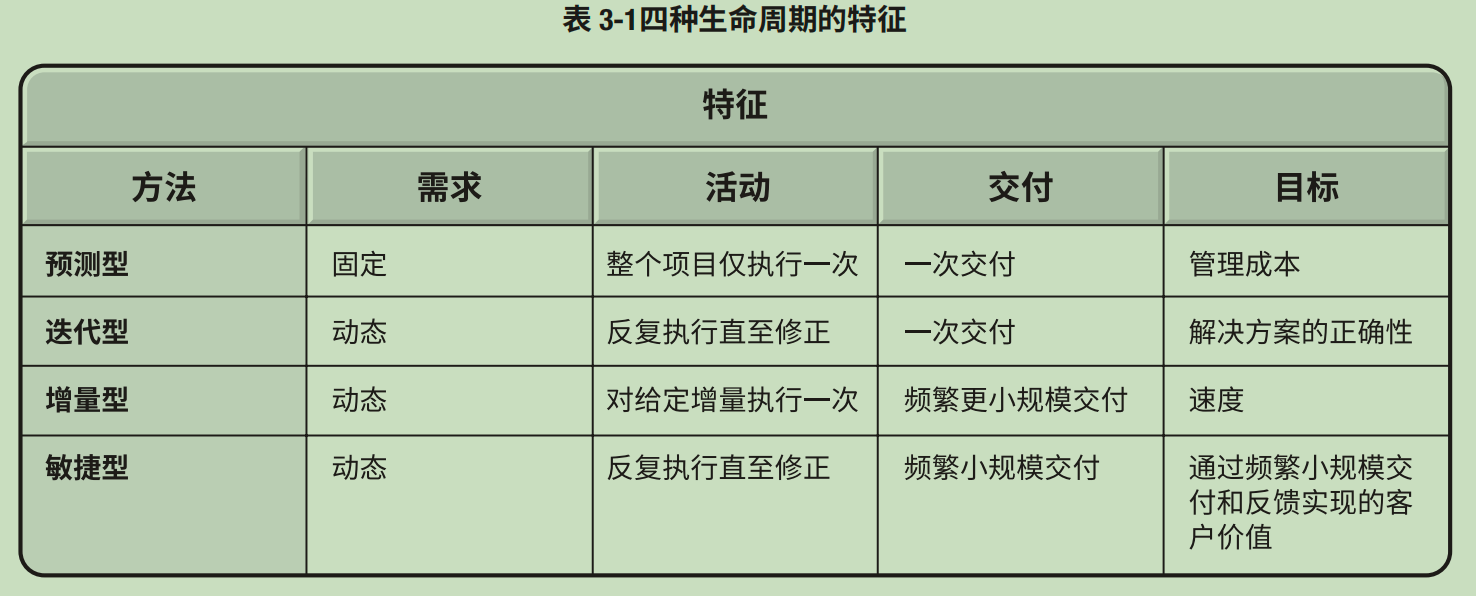 表 3-1四种生命周期的特征
特征
方法 需求 活动 交付 目标
预测型 固定 整个项目仅执行一次 一次交付 管理成本
迭代型 动态 反复执行直至修正 一次交付 解决方案的正确性
增量型 动态 对给定增量执行一次 频繁更小规模交付 速度
敏捷型 动态 反复执行直至修正 频繁小规模交付 通过频繁小规模交
付和反馈实现的客
户价值